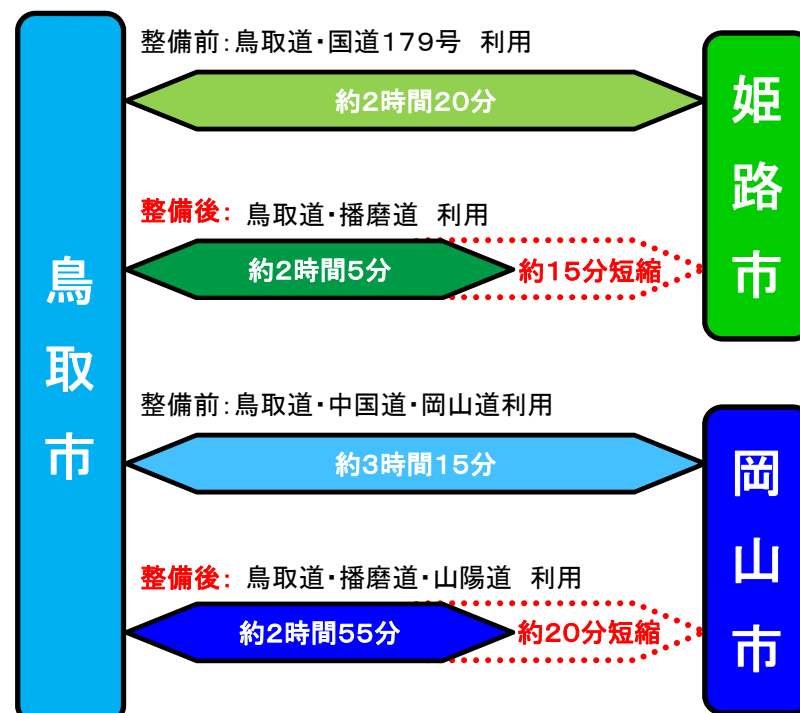 鳥取市
整備前:鳥取道・国道179号 利用
約2時間20分
整備後: 鳥取道・播磨道 利用
約2時間5分
約15分短縮
姫路市
整備前:鳥取道・中国道・岡山道利用
約3時間15分
整備後: 鳥取道・播磨道・山陽道 利用
約2時間55分
約20分短縮
岡山市